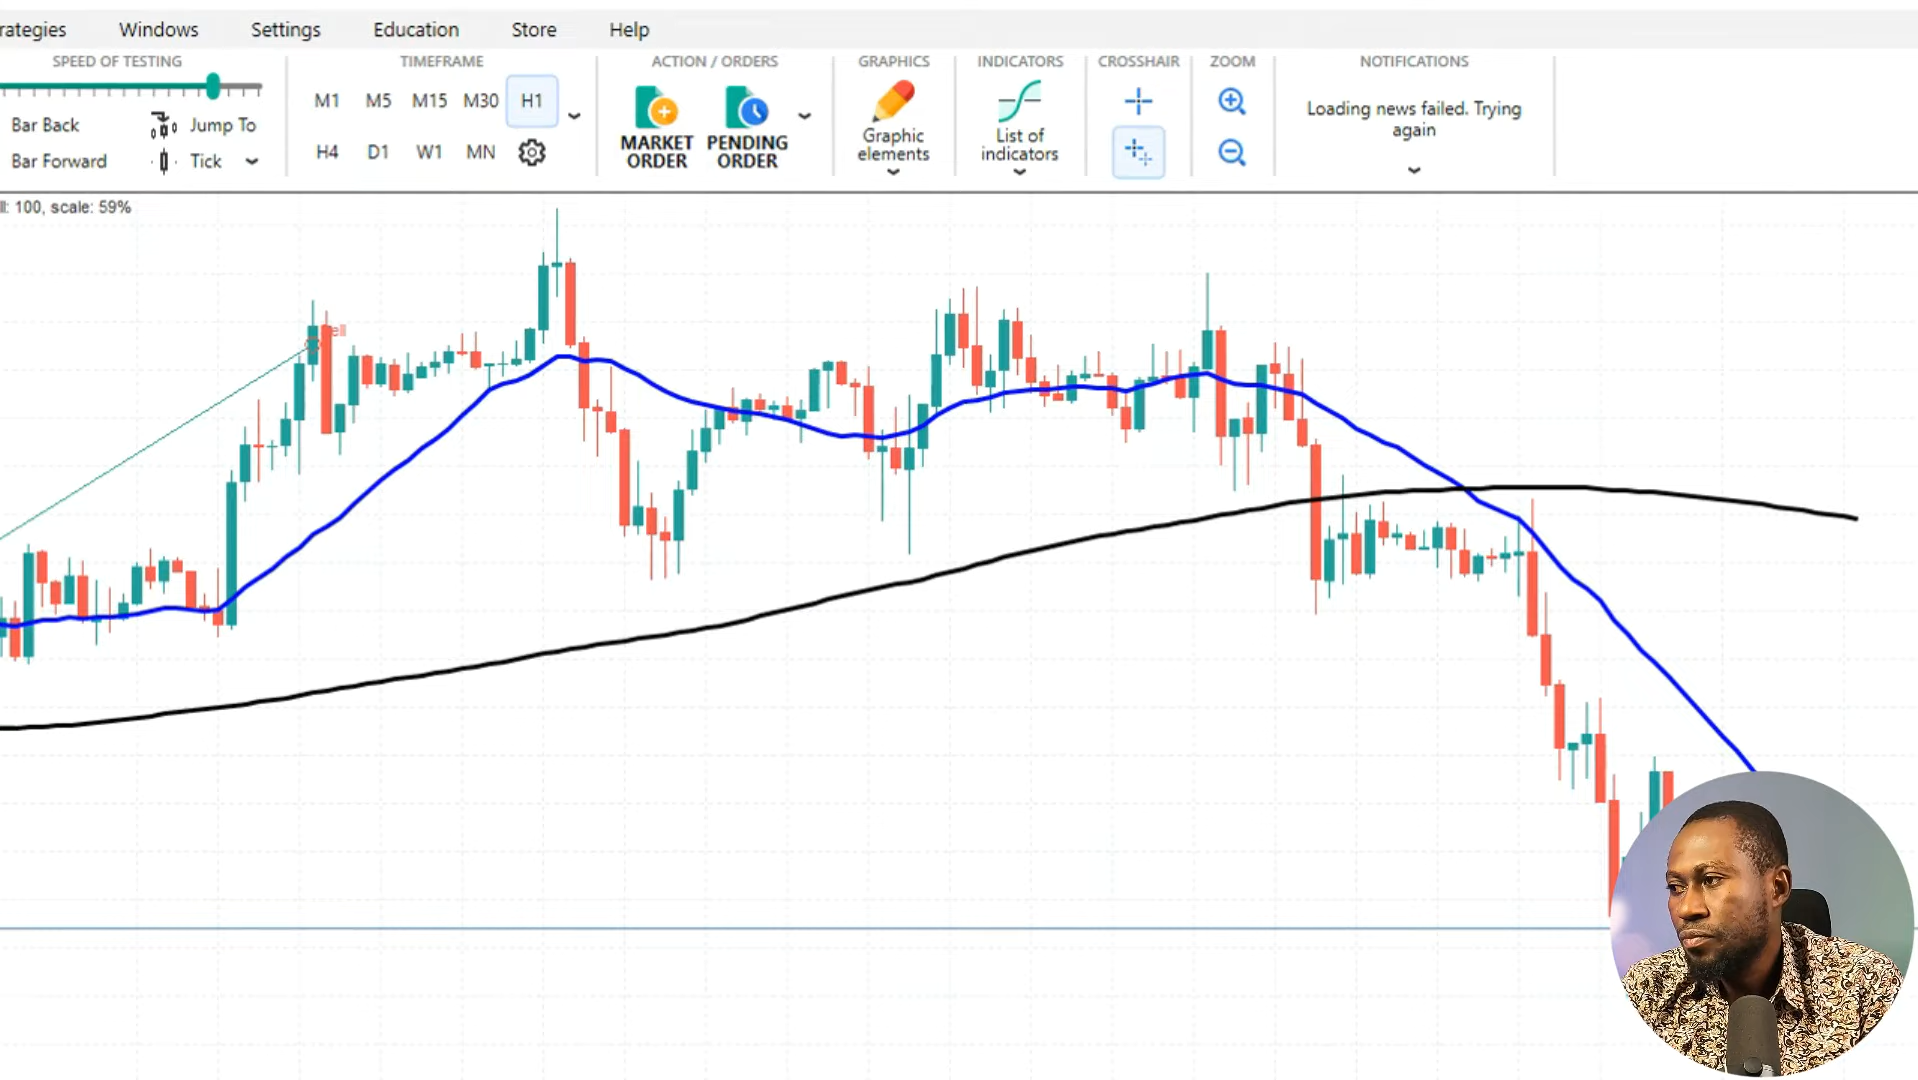 rategies Windows Settings Education Store Help
SPEED OF TESTING TIMEFRAME ACTION / ORDERS GRAPHICS INDICATORS CROSSHAIR ZOOM NOTIFICATIONS
M1 M5 M15 M30 H1
Loading news failed. Trying
again
Bar Back Jump To
MARKET
ORDER
PENDING
ORDER
Graphic
elements
List of
indicators
Bar Forward Tick
H4 D1 W1 MN
ll: 100, scale: 59%
ell